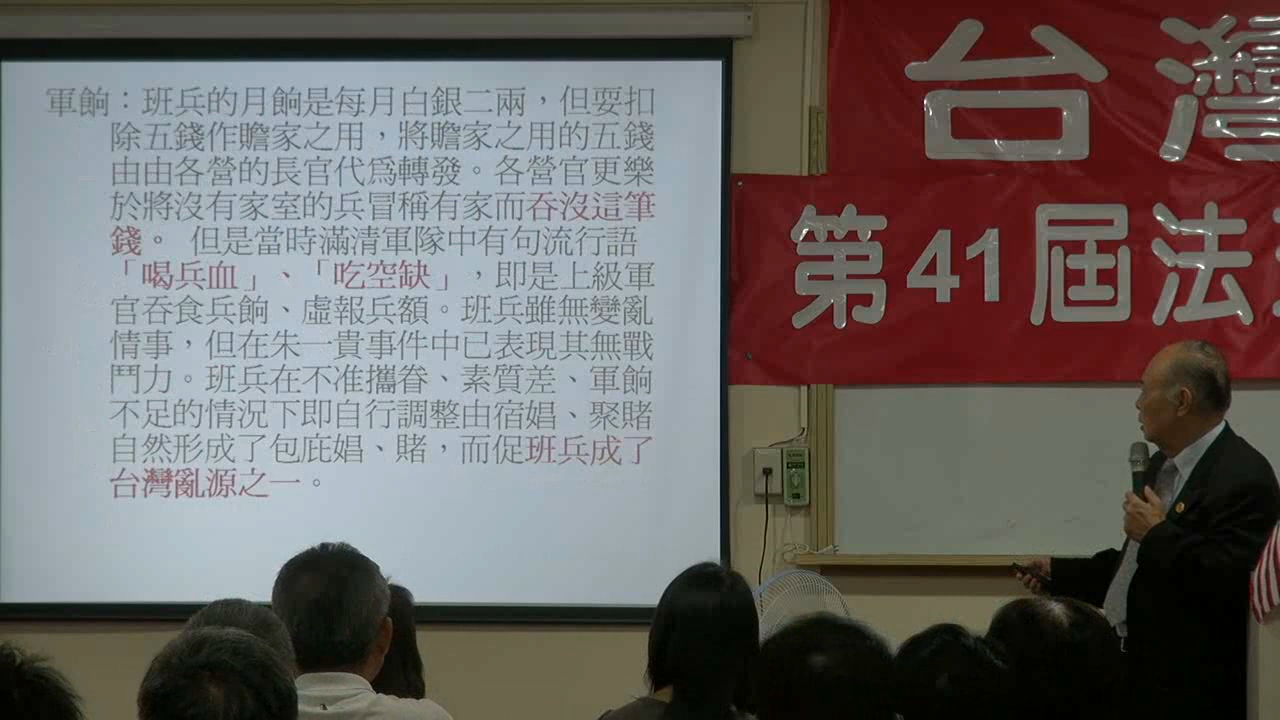 軍餉：班兵的月餉是每月白銀二兩，但要扣
除五錢作贍家之用，將贍家之用的五錢
由由各營的長官代為轉發。各營官更樂
於將沒有家室的兵冒稱有家而吞沒這筆
錢。 但是當時滿清軍隊中有句流行語
「喝兵血」、「吃空缺」，即是上級軍
官吞食兵餉、虛報兵額。班兵雖無變亂
情事，但在朱一貴事件中已表現其無戰
鬥力。班兵在不准攜眷、素質差、軍餉
不足的情況下即自行調整由宿娼、聚賭
自然形成了包庇娼、賭，而促班兵成了
台灣亂源之一。
台灣
第41屆法